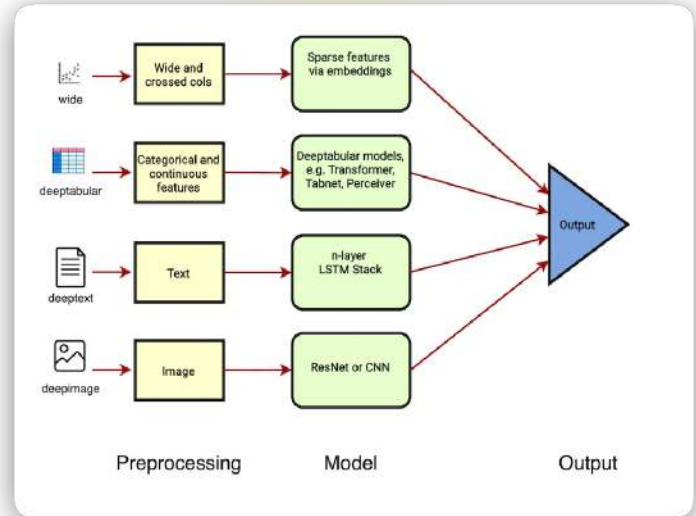 wide
Wide and
crossed cols
Sparse features
via embeddings
deeptabular
Categorical and
continuous
features
Deeptabular models,
e.g. Transformer,
Tabnet, Perceiver
Output
deeptext
Text
n-layer
LSTM Stack
deepimage
Image
ResNet or CNN
Preprocessing
Model
Output